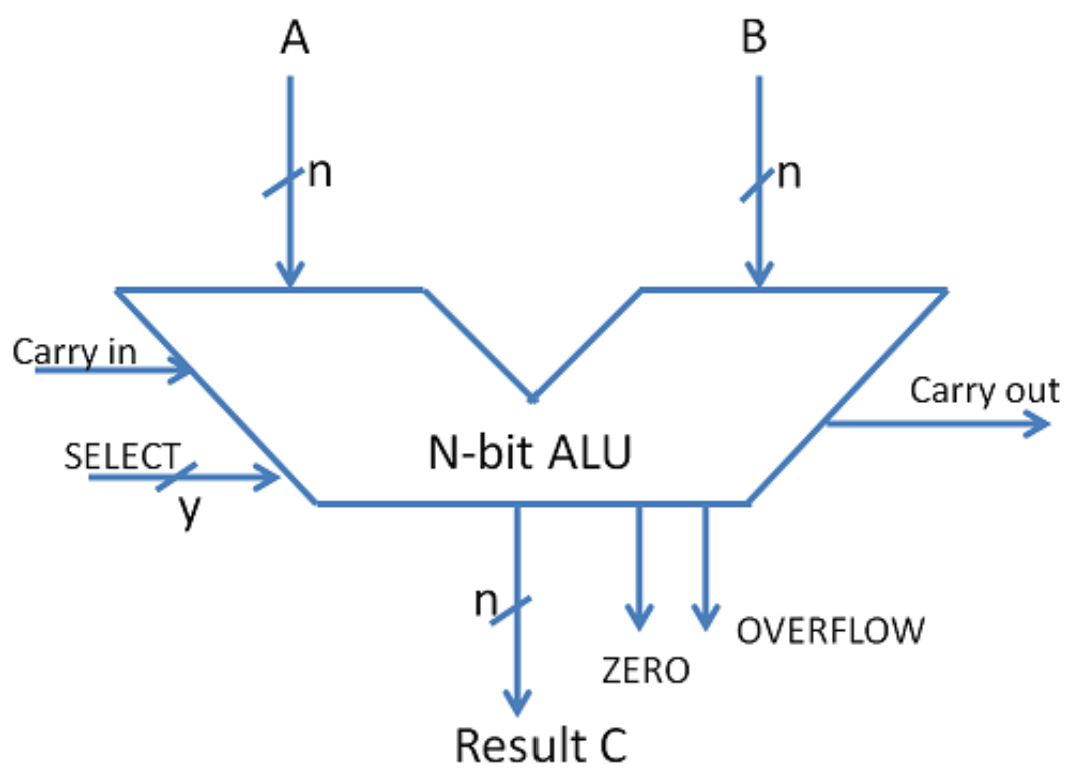 A
B
n
n
Carry in
Carry out
N-bit ALU
SELECT
y
n
OVERFLOW
ZERO
Result C